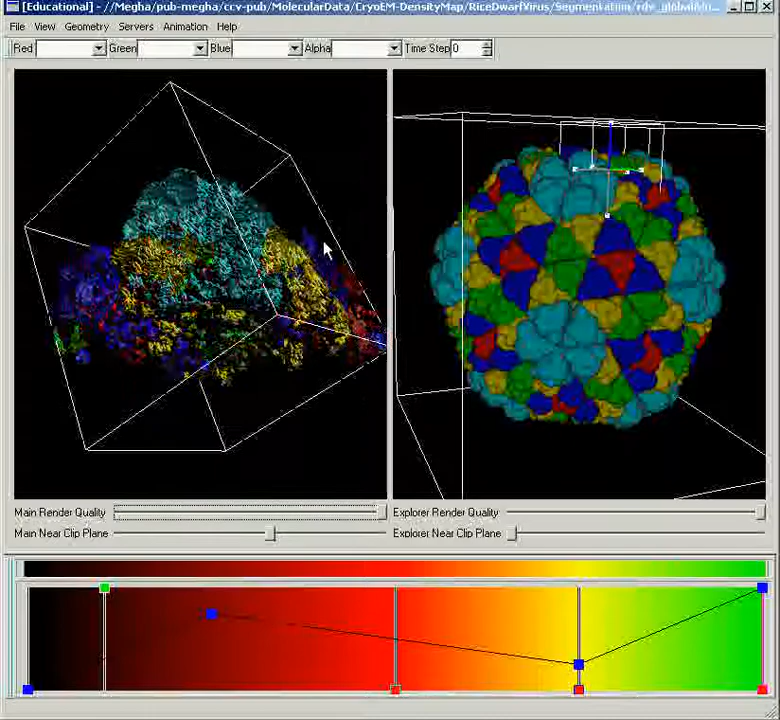 [Educational] - //Megha/pub-megha/ccv-pub/MolecularData/CryoEM-DensityMap/RiceDwarfVirus/Segmentation/rdv_globalMu...
File View Geometry Servers Animation Help
Red Green Blue Alpha Time Step 0
Main Render Quality Explorer Render Quality
Main Near Clip Plane Explorer Near Clip Plane